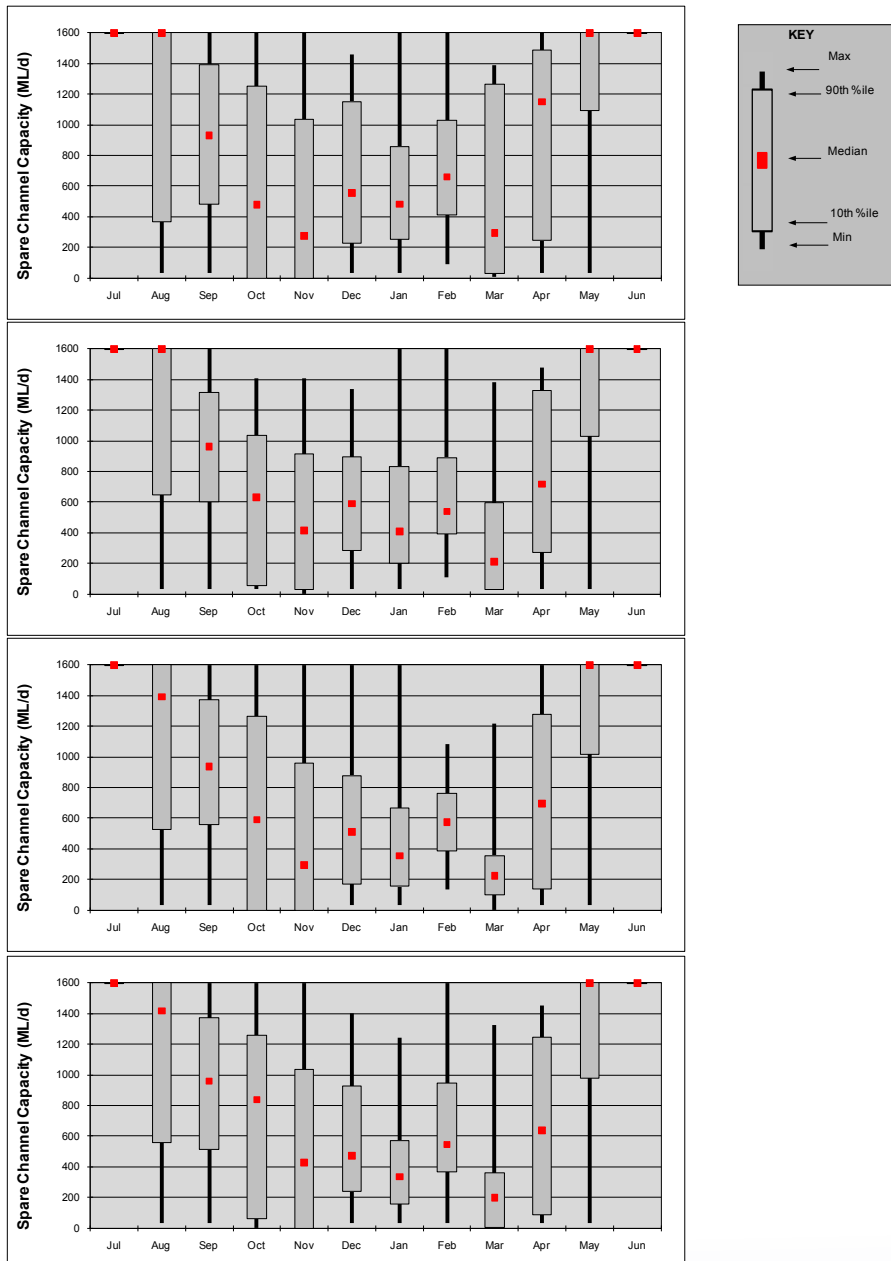 Spare Channel Capacity (ML/d)
1600
1400
1200
1000
800
600
400
200
0
Jul Aug Sep Oct Nov Dec Jan Feb Mar Apr May Jun
KEY
Max
90th %ile
Median
10th %ile
Min
Spare Channel Capacity (ML/d)
1600
1400
1200
1000
800
600
400
200
0
Jul Aug Sep Oct Nov Dec Jan Feb Mar Apr May Jun
Spare Channel Capacity (ML/d)
1600
1400
1200
1000
800
600
400
200
0
Jul Aug Sep Oct Nov Dec Jan Feb Mar Apr May Jun
Spare Channel Capacity (ML/d)
1600
1400
1200
1000
800
600
400
200
0
Jul Aug Sep Oct Nov Dec Jan Feb Mar Apr May Jun